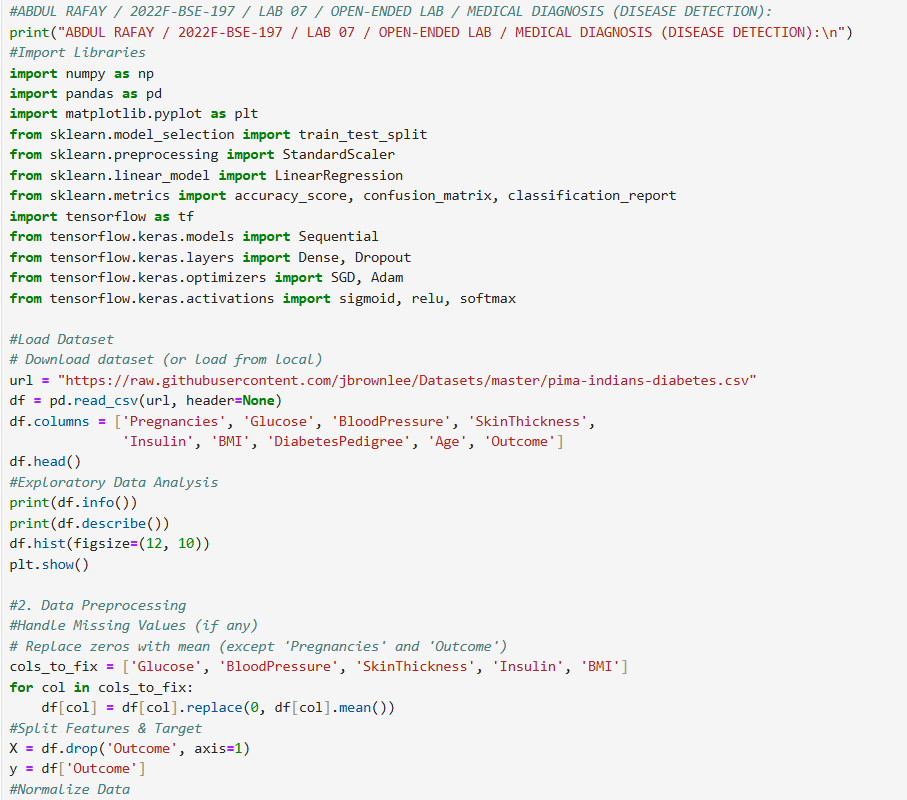 #ABDUL RAFAY / 2022F-BSE-197 / LAB 07 / OPEN-ENDED LAB / MEDICAL DIAGNOSIS (DISEASE DETECTION):
print("ABDUL RAFAY / 2022F-BSE-197 / LAB 07 / OPEN-ENDED LAB / MEDICAL DIAGNOSIS (DISEASE DETECTION):\n")
#Import Libraries
import numpy as np
import pandas as pd
import matplotlib.pyplot as plt
from sklearn.model_selection import train_test_split
from sklearn.preprocessing import StandardScaler
from sklearn.linear_model import LinearRegression
from sklearn.metrics import accuracy_score, confusion_matrix, classification_report
import tensorflow as tf
from tensorflow.keras.models import Sequential
from tensorflow.keras.layers import Dense, Dropout
from tensorflow.keras.optimizers import SGD, Adam
from tensorflow.keras.activations import sigmoid, relu, softmax

#Load Dataset
# Download dataset (or load from local)
url = "https://raw.githubusercontent.com/jbrownlee/Datasets/master/pima-indians-diabetes.csv"
df = pd.read_csv(url, header=None)
df.columns = ['Pregnancies', 'Glucose', 'BloodPressure', 'SkinThickness',
              'Insulin', 'BMI', 'DiabetesPedigree', 'Age', 'Outcome']
df.head()
#Exploratory Data Analysis
print(df.info())
print(df.describe())
df.hist(figsize=(12, 10))
plt.show()

#2. Data Preprocessing
#Handle Missing Values (if any)
# Replace zeros with mean (except 'Pregnancies' and 'Outcome')
cols_to_fix = ['Glucose', 'BloodPressure', 'SkinThickness', 'Insulin', 'BMI']
for col in cols_to_fix:
    df[col] = df[col].replace(0, df[col].mean())
#Split Features & Target
X = df.drop('Outcome', axis=1)
y = df['Outcome']
#Normalize Data